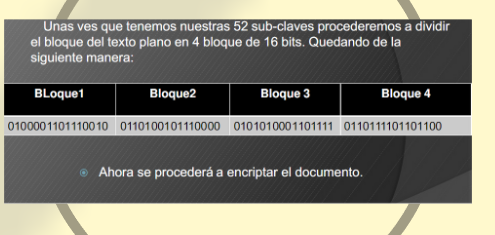 Unas ves que tenemos nuestras 52 sub-claves procederemos a dividir
el bloque del texto plano en 4 bloque de 16 bits. Quedando de la
siguiente manera:
BLoque1 Bloque2 Bloque 3 Bloque 4
0100001101110010 0110100101110000 0101010001101111 0110111101101100
Ahora se procederá a encriptar el documento.